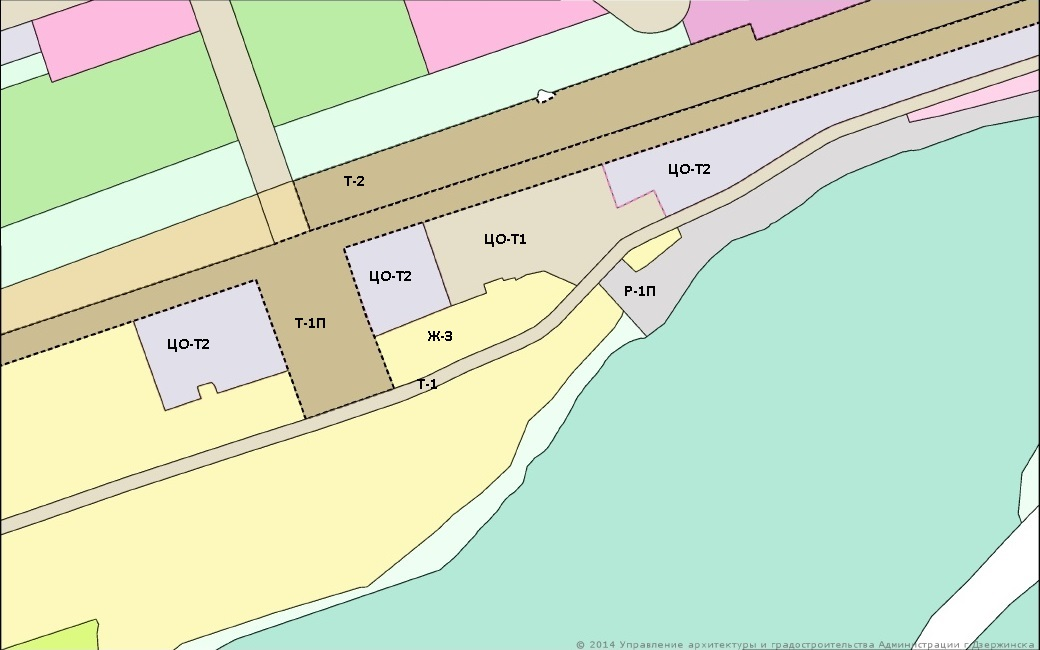 ЦО-Т2
Т-2
ЦО-Т1
ЦО-Т2
Р-1П
Т-1П
Ж-3
ЦО-Т2
Т-1
© 2014 Управление архитектуры и градостроительства Администрации г.Дзержинска